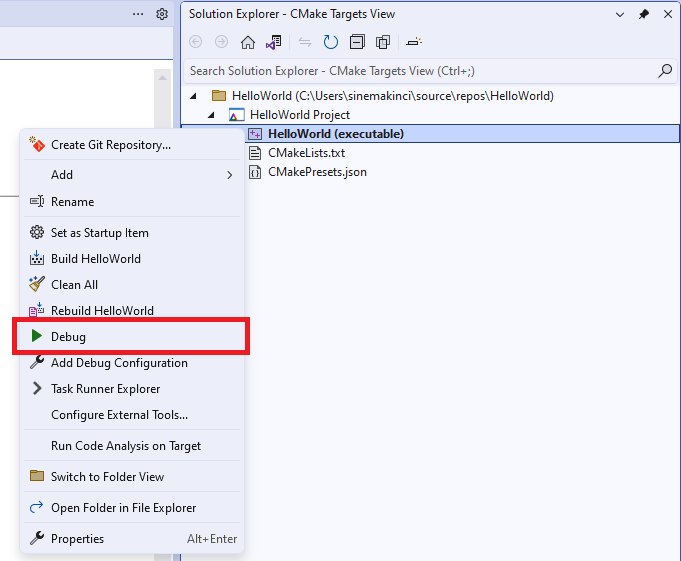 Solution Explorer - CMake Targets View
Search Solution Explorer - CMake Targets View (Ctrl+;)
HelloWorld (C:\Users\sinemakinci\source\repos\HelloWorld)
HelloWorld Project
HelloWorld (executable)
CMakeLists.txt
CMakePresets.json
Create Git Repository...
Add
Rename
Set as Startup Item
Build HelloWorld
Clean All
Rebuild HelloWorld
Debug
Add Debug Configuration
Task Runner Explorer
Configure External Tools...
Run Code Analysis on Target
Switch to Folder View
Open Folder in File Explorer
Properties Alt+Enter